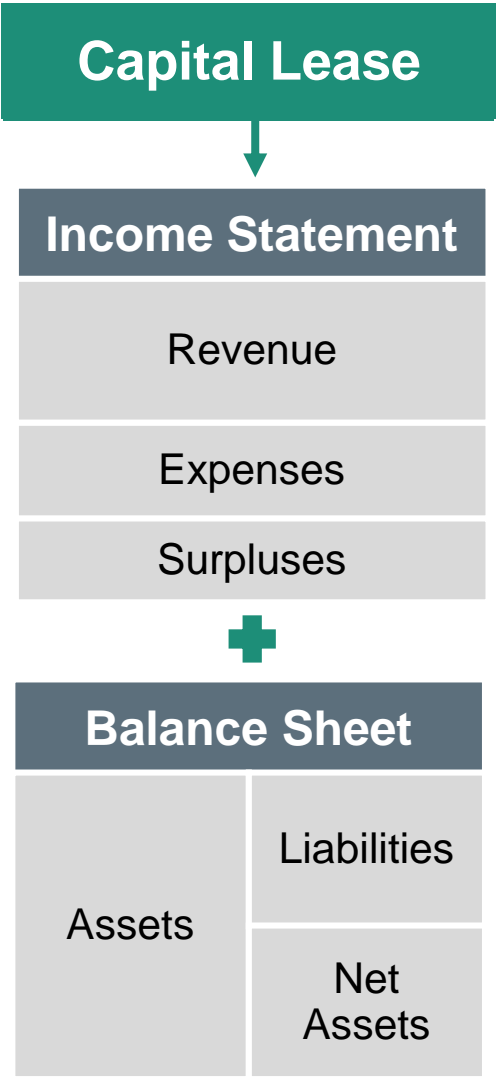 Capital Lease
Income Statement
Revenue
Expenses
Surpluses
Balance Sheet
Assets
Liabilities
Net
Assets